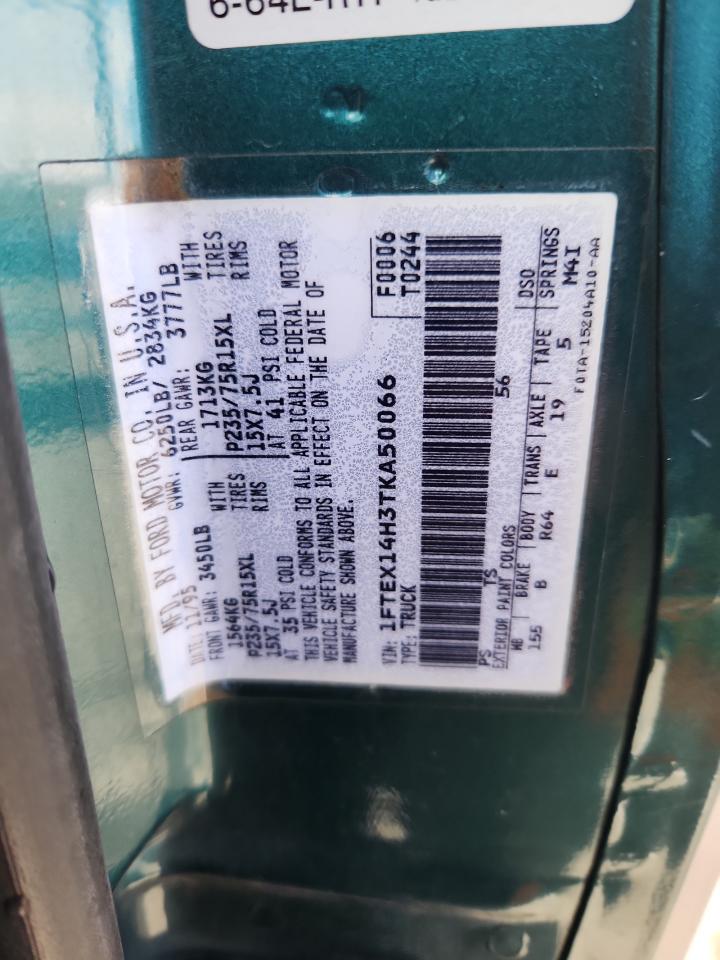 MFD. BY FORD MOTOR CO. IN U.S.A.
DATE: 11/95 GVWR: 6250LB/ 2834KG
FRONT GAWR: 3450LB REAR GAWR: 3777LB
1564KG WITH 1713KG WITH
P235/75R15XL TIRES P235/75R15XL TIRES
15X7.5J RIMS 15X7.5J RIMS
AT 35 PSI COLD AT 41 PSI COLD
THIS VEHICLE CONFORMS TO ALL APPLICABLE FEDERAL MOTOR
VEHICLE SAFETY STANDARDS IN EFFECT ON THE DATE OF
MANUFACTURE SHOWN ABOVE.
VIN: 1FTEX14H3TKA50066 F0006
TYPE: TRUCK T0244
PS TS 56
EXTERIOR PAINT COLORS DSO
WB BRAKE BODY TRANS AXLE TAPE SPRINGS
155 B R64 E 19 5 M4I
F0TA-15204A10-AA